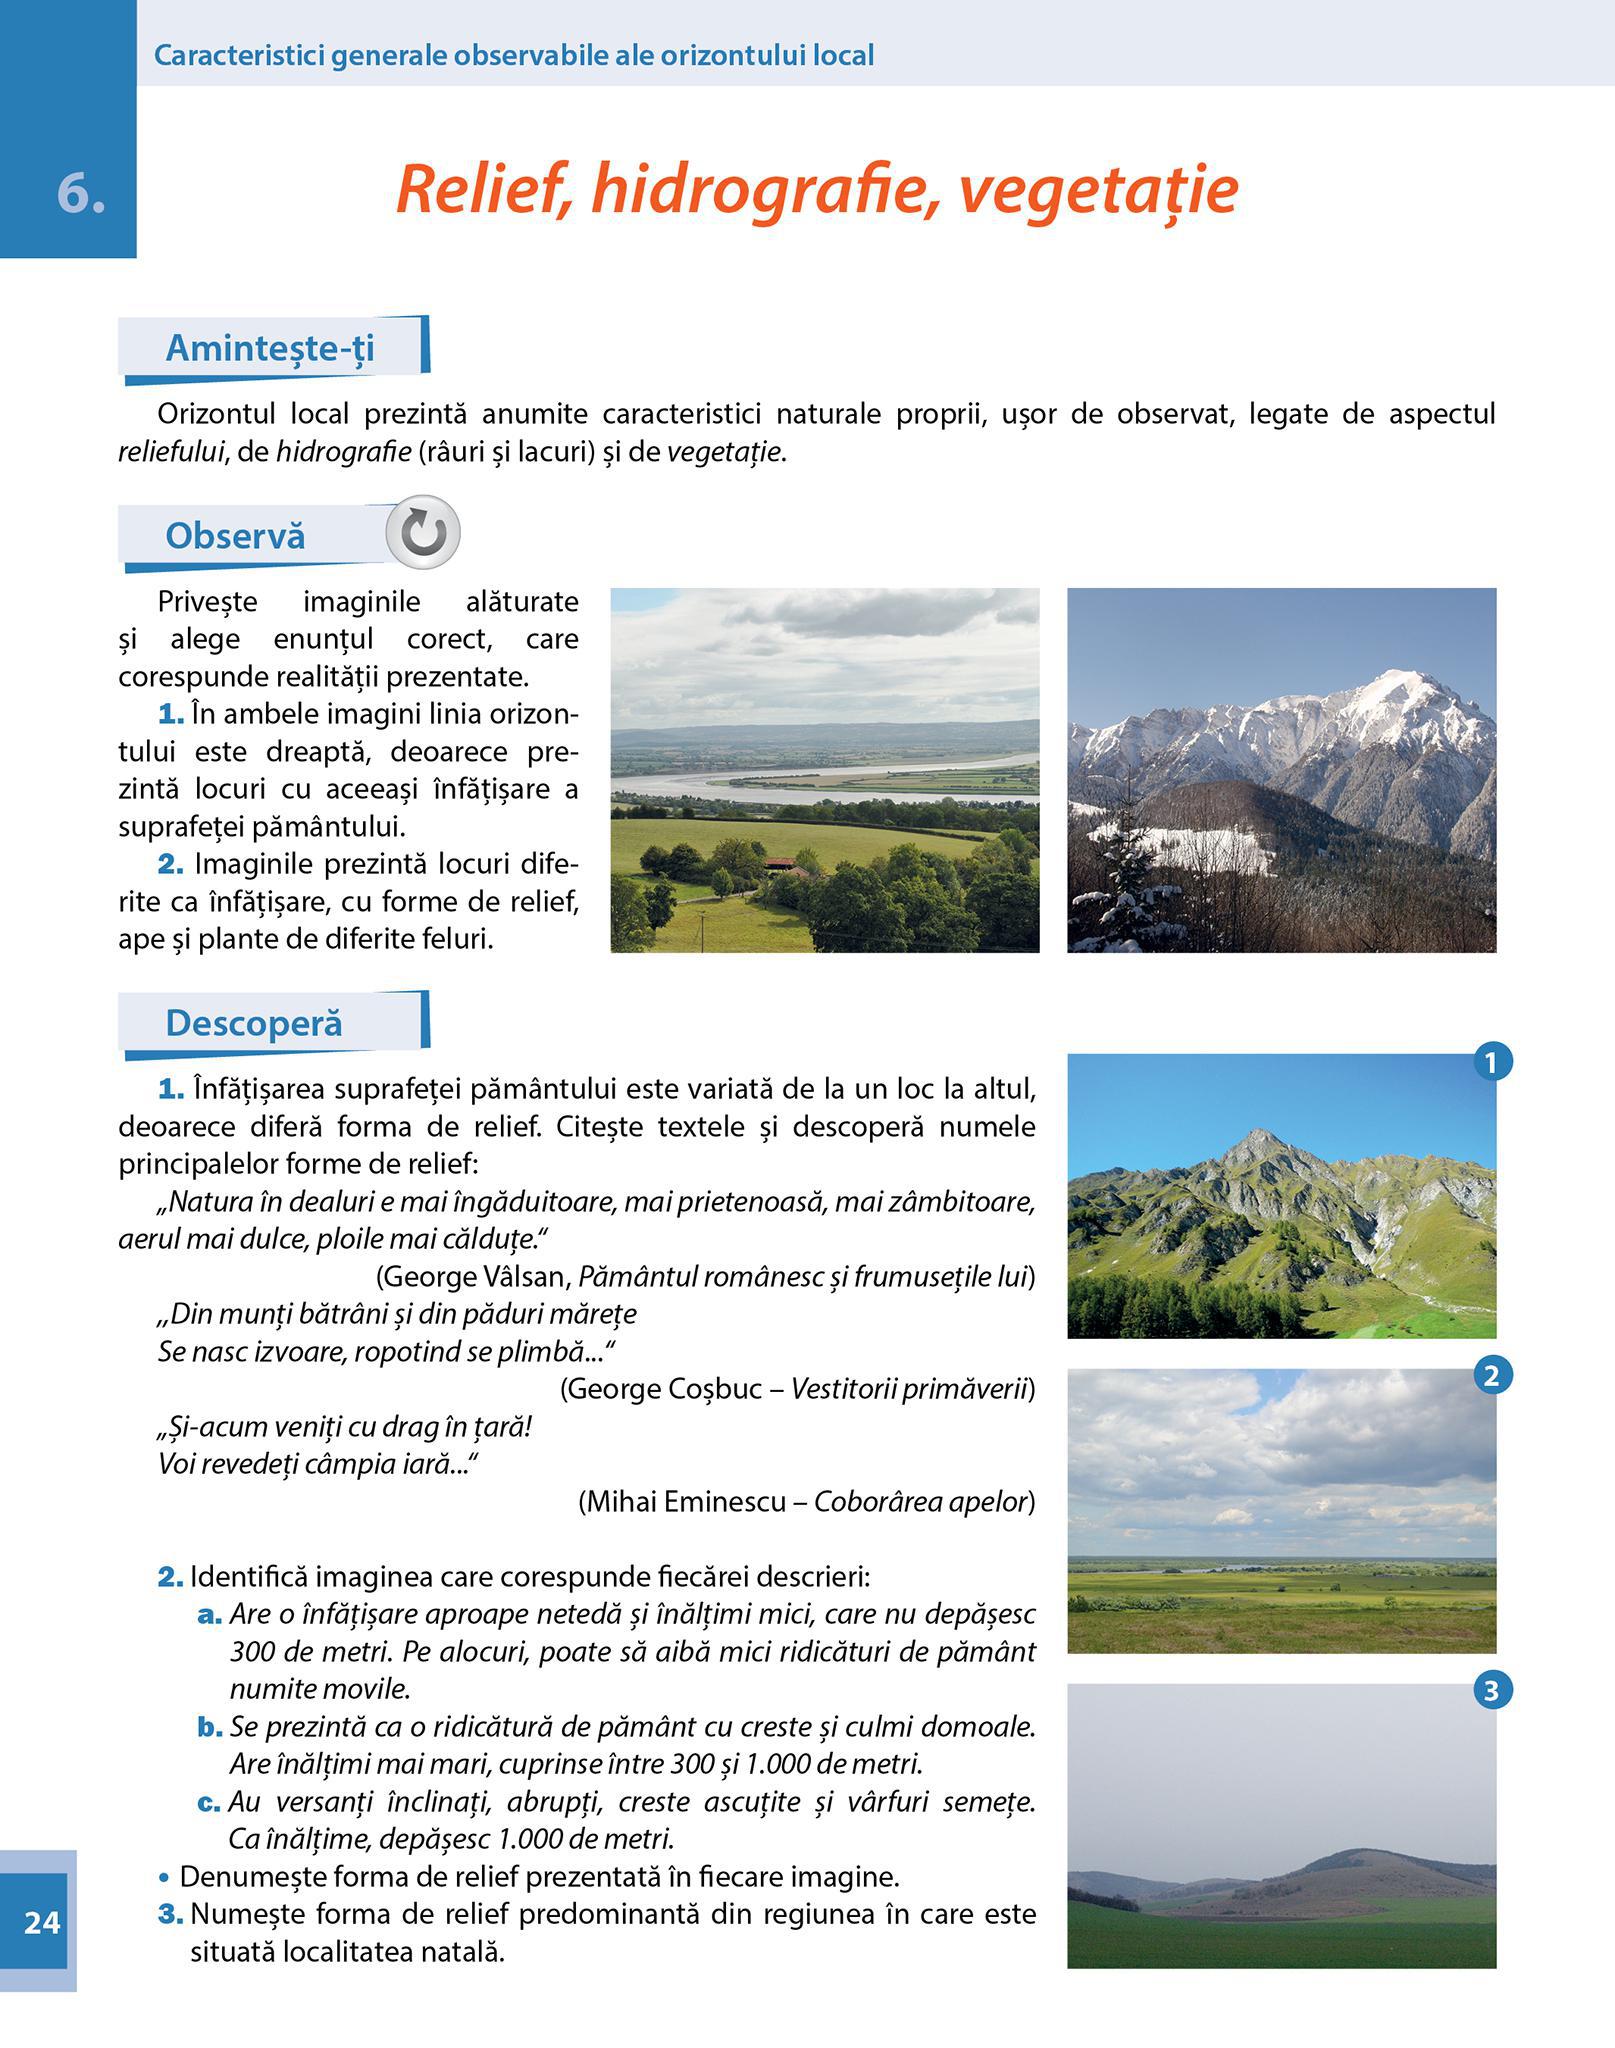 Caracteristici generale observabile ale orizontului local
6.
Relief, hidrografie, vegetație
Amintește-ți
Orizontul local prezintă anumite caracteristici naturale proprii, ușor de observat, legate de aspectul
reliefului, de hidrografie (râuri și lacuri) și de vegetație.
Observă
Privește imaginile alăturate
și alege enunțul corect, care
corespunde realității prezentate.
1. În ambele imagini linia orizon-
tului este dreaptă, deoarece pre-
zintă locuri cu aceeași înfățișare a
suprafeței pământului.
2. Imaginile prezintă locuri dife-
rite ca înfățișare, cu forme de relief,
ape și plante de diferite feluri.
Descoperă
1. Înfățișarea suprafeței pământului este variată de la un loc la altul,
deoarece diferă forma de relief. Citește textele și descoperă numele
principalelor forme de relief:
„Natura în dealuri e mai îngăduitoare, mai prietenoasă, mai zâmbitoare,
aerul mai dulce, ploile mai călduțe.“
(George Vâlsan, Pământul românesc și frumusețile lui)
,,Din munți bătrâni și din păduri mărețe
Se nasc izvoare, ropotind se plimbă...“
(George Coșbuc – Vestitorii primăverii)
„Și-acum veniți cu drag în țară!
Voi revedeți câmpia iară...“
(Mihai Eminescu – Coborârea apelor)
2. Identifică imaginea care corespunde fiecărei descrieri:
a. Are o înfățișare aproape netedă și înălțimi mici, care nu depășesc
300 de metri. Pe alocuri, poate să aibă mici ridicături de pământ
numite movile.
b. Se prezintă ca o ridicătură de pământ cu creste și culmi domoale.
Are înălțimi mai mari, cuprinse între 300 și 1.000 de metri.
c. Au versanți înclinați, abrupți, creste ascuțite și vârfuri semețe.
Ca înălțime, depășesc 1.000 de metri.
• Denumește forma de relief prezentată în fiecare imagine.
3. Numește forma de relief predominantă din regiunea în care este
situată localitatea natală.
1
2
3
24